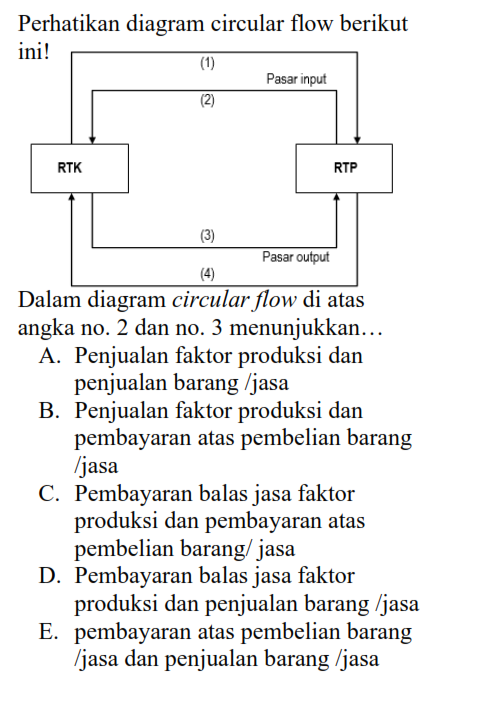 Perhatikan diagram circular flow berikut
ini!
(1)
Pasar input
(2)
RTK
RTP
(3)
Pasar output
(4)
Dalam diagram circular flow di atas
angka no. 2 dan no. 3 menunjukkan…
A. Penjualan faktor produksi dan
penjualan barang /jasa
B. Penjualan faktor produksi dan
pembayaran atas pembelian barang
/jasa
C. Pembayaran balas jasa faktor
produksi dan pembayaran atas
pembelian barang/ jasa
D. Pembayaran balas jasa faktor
produksi dan penjualan barang /jasa
E. pembayaran atas pembelian barang
/jasa dan penjualan barang /jasa